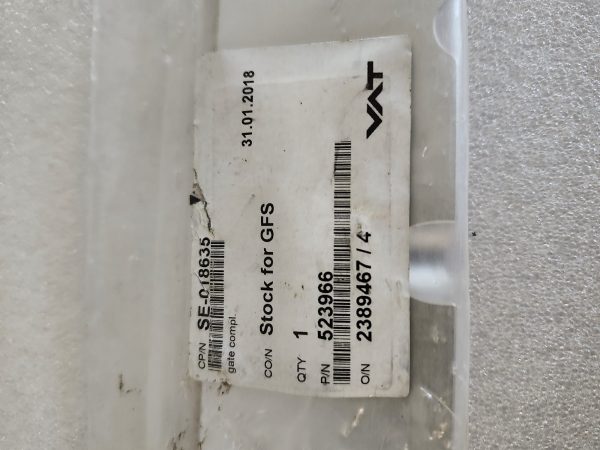 CP/N SE-018635
gate compl.
31.01.2018
CO/N Stock for GFS
QTY 1
P/N 523966
O/N 2389467 / 4
VAT